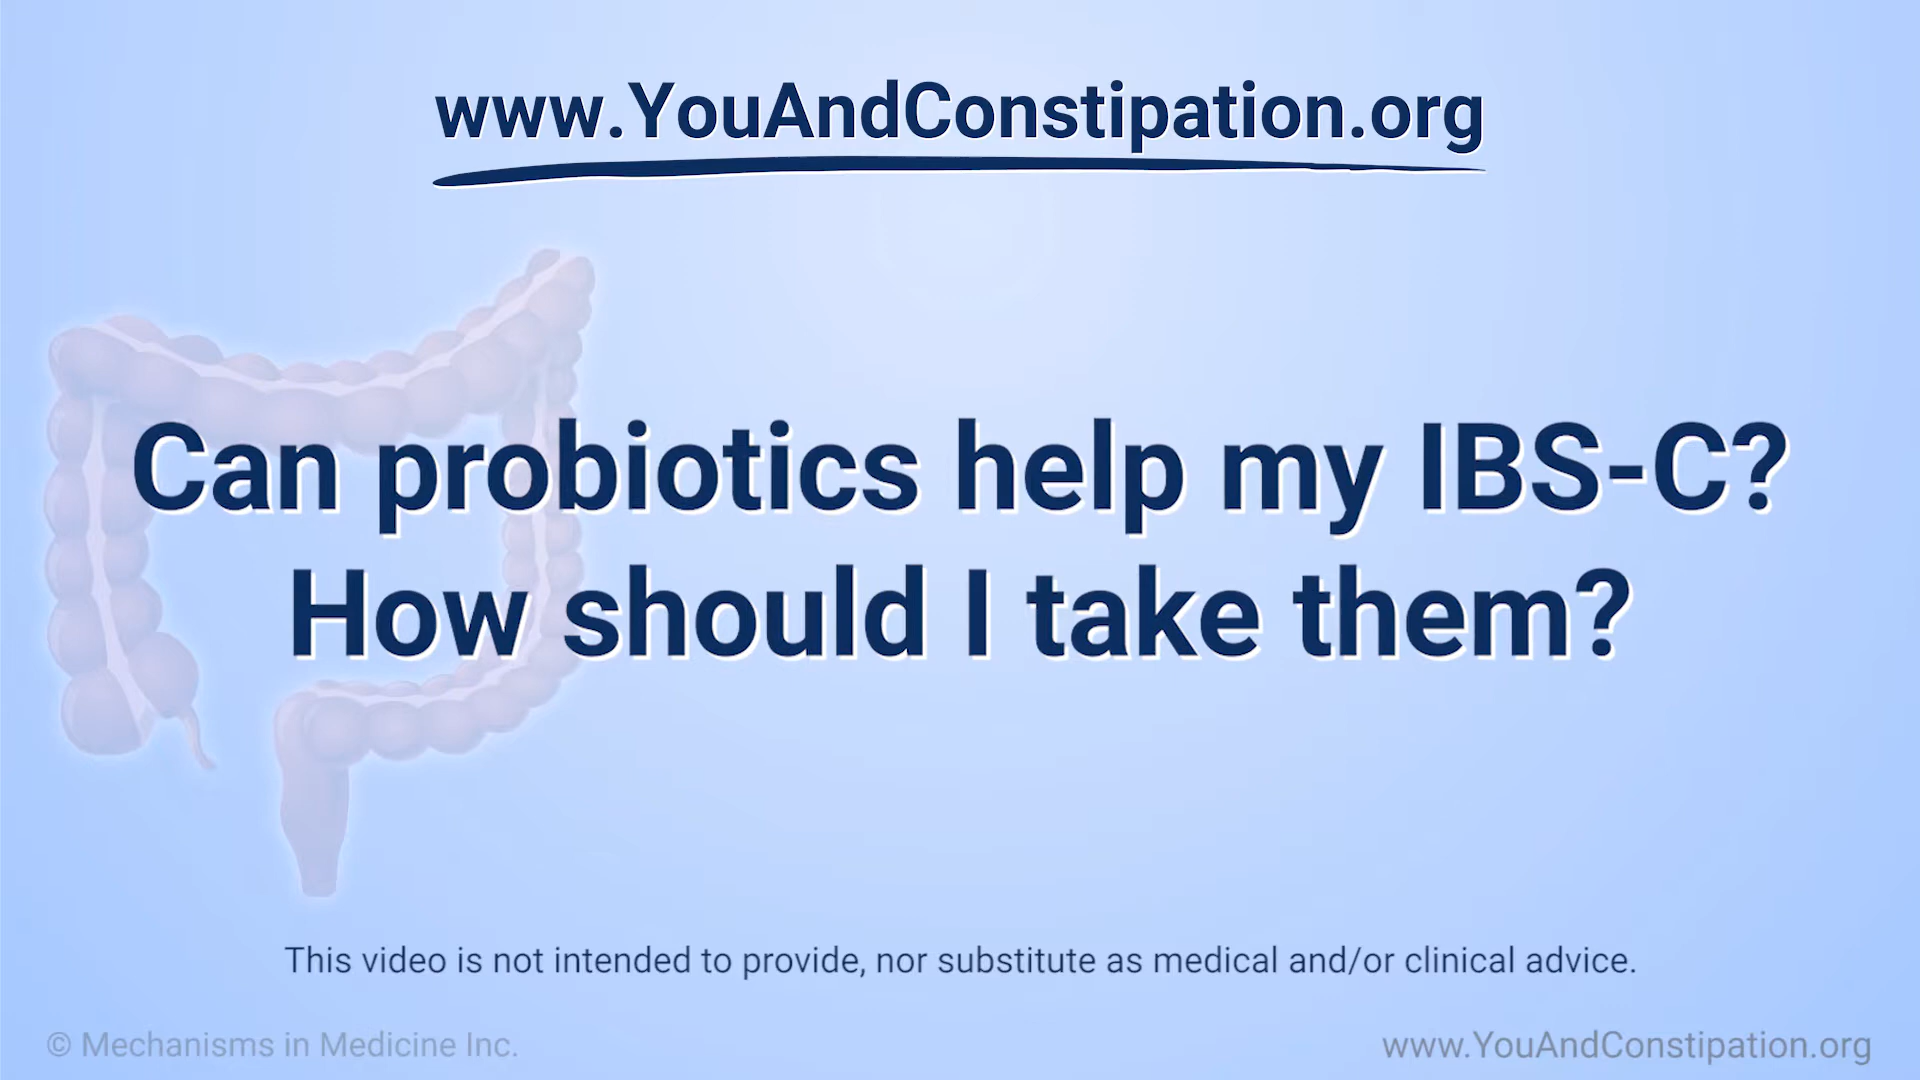 www.YouAndConstipation.org
Can probiotics help my IBS-C?
How should I take them?
This video is not intended to provide, nor substitute as medical and/or clinical advice.
© Mechanisms in Medicine Inc.
www.YouAndConstipation.org